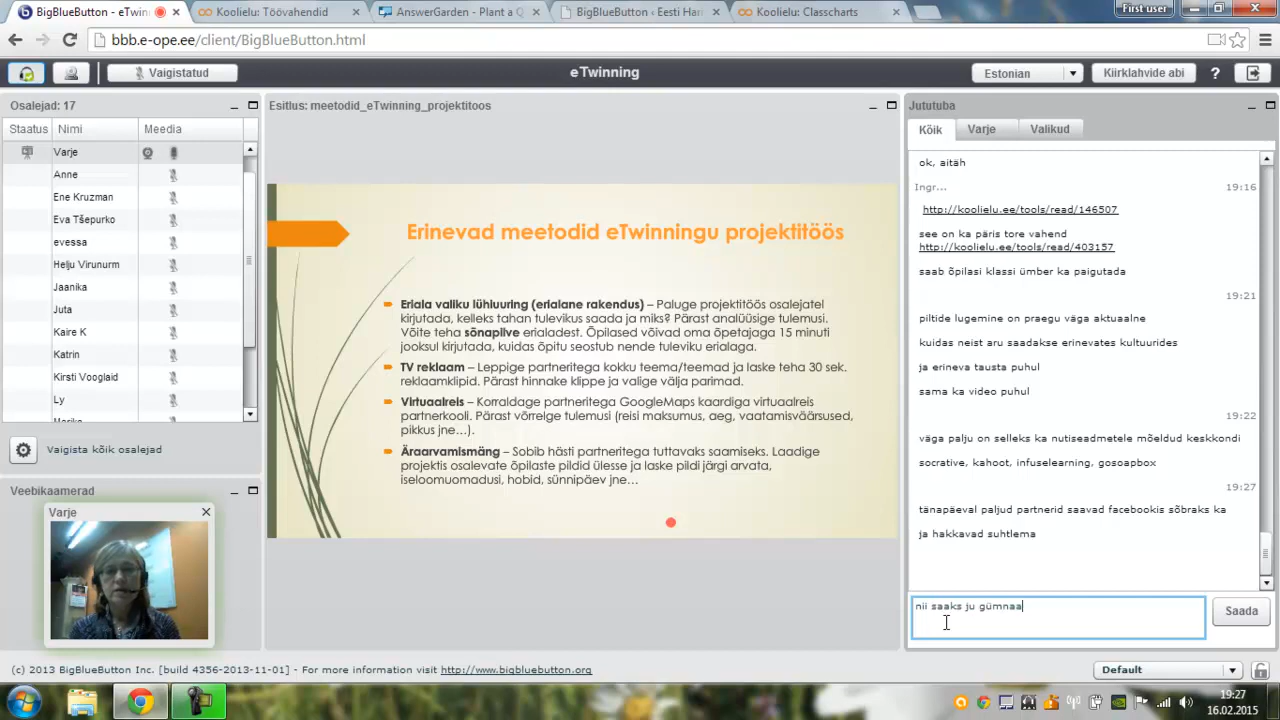 BigBlueButton - eTwin
Koolielu: Töövahendid
AnswerGarden - Plant a Q
BigBlueButton ‹ Eesti Hari
Koolielu: Classcharts
First user
bbb.e-ope.ee/client/BigBlueButton.html
Vaigistatud
eTwinning
Estonian
Kiirklahvide abi
?
Osalejad: 17
Staatus Nimi Meedia
Varje
Anne
Ene Kruzman
Eva Tšepurko
evessa
Helju Virunurm
Jaanika
Juta
Kaire K
Katrin
Kirsti Vooglaid
Ly
Vaigista kõik osalejad
Veebikaamerad
Varje
Esitlus: meetodid_eTwinning_projektitoos
Erinevad meetodid eTwinningu projektitöös
Eriala valiku lühiuuring (erialane rakendus) – Paluge projektitöös osalejatel
kirjutada, kelleks tahan tulevikus saada ja miks? Pärast analüüsige tulemusi.
Võite teha sõnapilve erialadest. Õpilased võivad oma õpetajaga 15 minuti
jooksul kirjutada, kuidas õpitu seostub nende tuleviku erialaga.
TV reklaam – Leppige partneritega kokku teema/teemad ja laske teha 30 sek.
reklaamklipid. Pärast hinnake klippe ja valige välja parimad.
Virtuaalreis – Korraldage partneritega GoogleMaps kaardiga virtuaalreis
partnerkooli. Pärast võrrelge tulemusi (reisi maksumus, aeg, vaatamisväärsused,
pikkus jne…).
Äraarvamismäng – Sobib hästi partneritega tuttavaks saamiseks. Laadige
projektis osalevate õpilaste pildid ülesse ja laske pildi järgi arvata,
iseloomuomadusi, hobid, sünnipäev jne…
Jututuba
Kõik Varje Valikud
ok, aitäh
Ingr... 19:16
http://koolielu.ee/tools/read/146507
see on ka päris tore vahend
http://koolielu.ee/tools/read/403157
saab õpilasi klassi ümber ka paigutada
19:21
piltide lugemine on praegu väga aktuaalne
kuidas neist aru saadakse erinevates kultuurides
ja erineva tausta puhul
sama ka video puhul
19:22
väga palju on selleks ka nutiseadmetele mõeldud keskkondi
socrative, kahoot, infuselearning, gosoapbox
19:27
tänapäeval paljud partnerid saavad facebookis sõbraks ka
ja hakkavad suhtlema
nii saaks ju gümnaa
Saada
(c) 2013 BigBlueButton Inc. [build 4356-2013-11-01] - For more information visit http://www.bigbluebutton.org
Default
19:27
16.02.2015